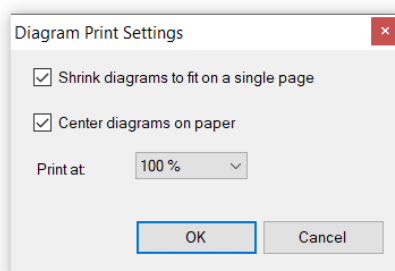 Diagram Print Settings
Shrink diagrams to fit on a single page
Center diagrams on paper
Print at: 100 %
OK Cancel